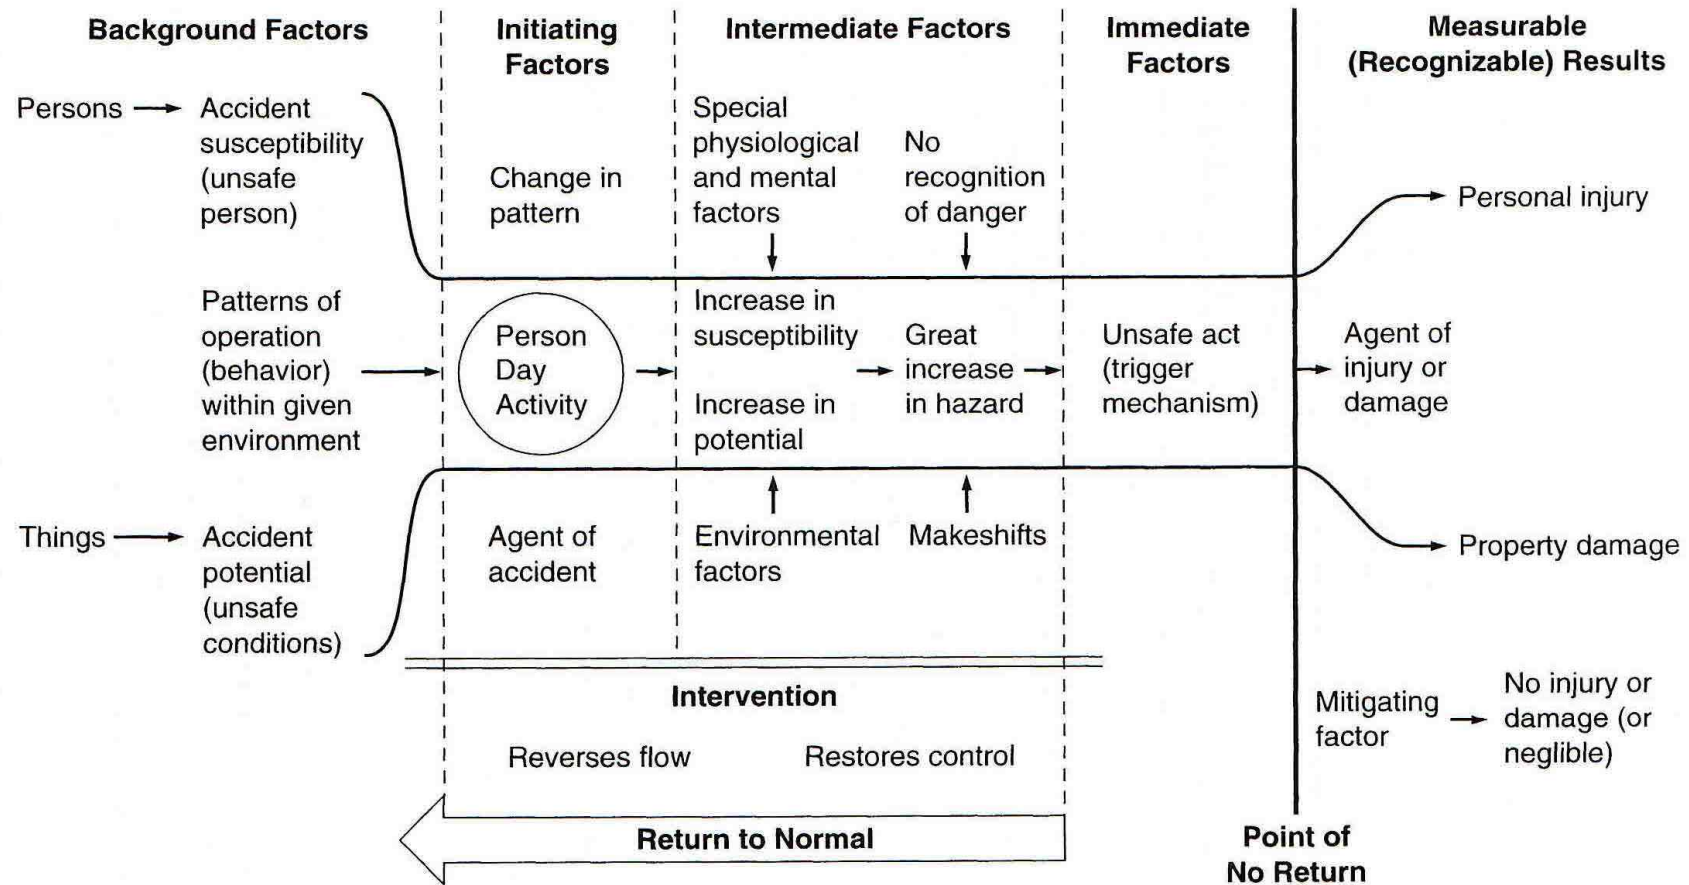 Background Factors
Initiating
Factors
Intermediate Factors
Immediate
Factors
Measurable
(Recognizable) Results
Persons
Accident
susceptibility
(unsafe
person)
Change in
pattern
Special
physiological
and mental
factors
No
recognition
of danger
Personal injury
Patterns of
operation
(behavior)
within given
environment
Person
Day
Activity
Increase in
susceptibility
Increase in
potential
Great
increase
in hazard
Unsafe act
(trigger
mechanism)
Agent of
injury or
damage
Things
Accident
potential
(unsafe
conditions)
Agent of
accident
Environmental
factors
Makeshifts
Property damage
Intervention
Reverses flow
Restores control
Mitigating
factor
No injury or
damage (or
neglible)
Return to Normal
Point of
No Return